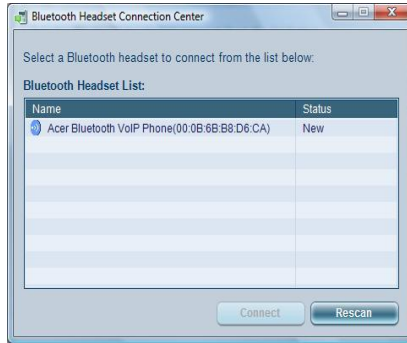 Bluetooth Headset Connection Center
Select a Bluetooth headset to connect from the list below:
Bluetooth Headset List:
Name Status
Acer Bluetooth VoIP Phone(00:0B:6B:B8:D6:CA) New
Connect Rescan